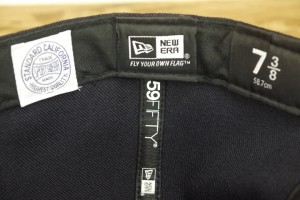 STANDARD CALIFORNIA
NEW ERA
FLY YOUR OWN FLAG™
7 3/8
58.7cm
59FIFTY